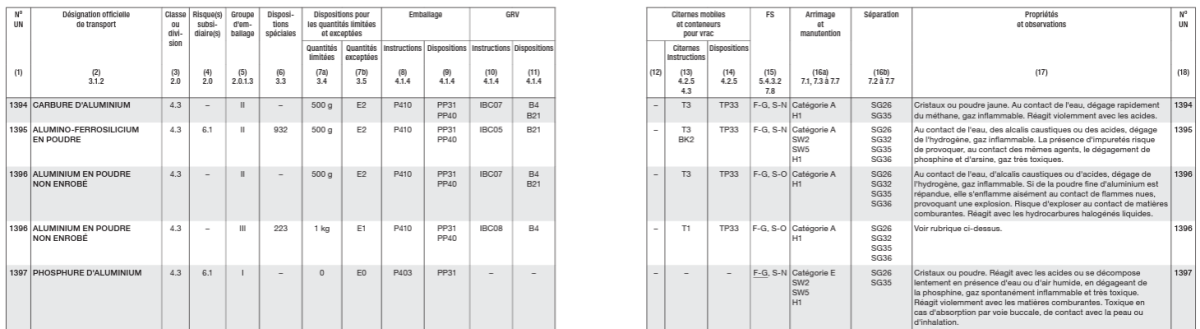 N° UN
Désignation officielle de transport
Classe ou divi-sion
Risque(s) subsi-diaire(s)
Groupe d'em-ballage
Disposi-tions spéciales
Dispositions pour les quantités limitées et exceptées
Emballage
GRV
Quantités limitées
Quantités exceptées
Instructions
Dispositions
Instructions
Dispositions
(1) (2) (3) (4) (5) (6) (7a) (7b) (8) (9) (10) (11)
3.1.2 2.0 2.0 2.0.1.3 3.3 3.4 3.5 4.1.4 4.1.4 4.1.4 4.1.4
1394 CARBURE D'ALUMINIUM 4.3 – II – 500 g E2 P410 PP31 IBC07 B4
PP40 B21
1395 ALUMINO-FERROSILICIUM 4.3 6.1 II 932 500 g E2 P410 PP31 IBC05 B21
EN POUDRE PP40
1396 ALUMINIUM EN POUDRE 4.3 – II – 500 g E2 P410 PP31 IBC07 B4
NON ENROBÉ PP40 B21
1396 ALUMINIUM EN POUDRE 4.3 – III 223 1 kg E1 P410 PP31 IBC08 B4
NON ENROBÉ PP40
1397 PHOSPHURE D'ALUMINIUM 4.3 6.1 I – 0 E0 P403 PP31 – –
Citernes mobiles et conteneurs pour vrac
FS
Arrimage et manutention
Séparation
Propriétés et observations
N° UN
Citernes Instructions
Dispositions
(12) (13) (14) (15) (16a) (16b) (17) (18)
4.2.5 4.2.5 5.4.3.2 7.1, 7.3 à 7.7 7.2 à 7.7
4.3 7.8
– T3 TP33 F-G, S-N Catégorie A SG26 Cristaux ou poudre jaune. Au contact de l'eau, dégage rapidement 1394
H1 SG35 du méthane, gaz inflammable. Réagit violemment avec les acides.
– T3 TP33 F-G, S-N Catégorie A SG26 Au contact de l'eau, des alcalis caustiques ou des acides, dégage 1395
BK2 SW2 SG32 de l'hydrogène, gaz inflammable. La présence d'impuretés risque
SW5 SG35 de provoquer, au contact des mêmes agents, le dégagement de
H1 SG36 phosphine et d'arsine, gaz très toxiques.
– T3 TP33 F-G, S-O Catégorie A SG26 Au contact de l'eau, d'alcalis caustiques ou d'acides, dégage de 1396
H1 SG32 l'hydrogène, gaz inflammable. Si de la poudre fine d'aluminium est
SG35 répandue, elle s'enflamme aisément au contact de flammes nues,
SG36 provoquant une explosion. Risque d'exploser au contact de matières
comburantes. Réagit avec les hydrocarbures halogénés liquides.
– T1 TP33 F-G, S-O Catégorie A SG26 Voir rubrique ci-dessus. 1396
H1 SG32
SG35
SG36
– – – F-G, S-N Catégorie E SG26 Cristaux ou poudre. Réagit avec les acides ou se décompose 1397
SW2 SG35 lentement en présence d'eau ou d'air humide, en dégageant de
SW5 la phosphine, gaz spontanément inflammable et très toxique.
H1 Réagit violemment avec les matières comburantes. Toxique en
cas d'absorption par voie buccale, de contact avec la peau ou
d'inhalation.